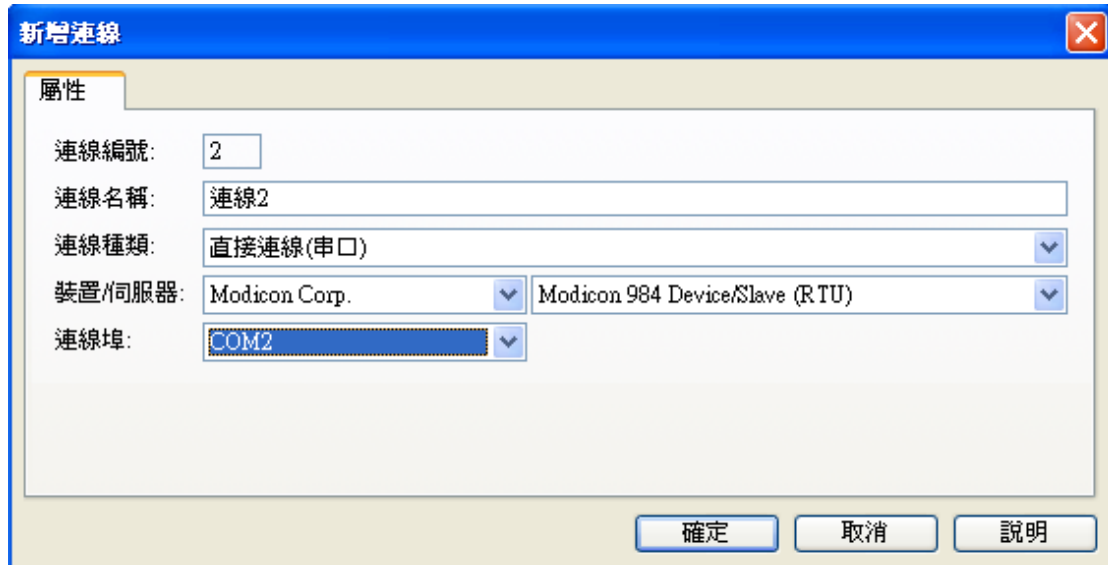 新增連線
屬性
連線編號: 2
連線名稱: 連線2
連線種類: 直接連線(串口)
裝置/伺服器: Modicon Corp. Modicon 984 Device/Slave (RTU)
連線埠: COM2
確定 取消 說明